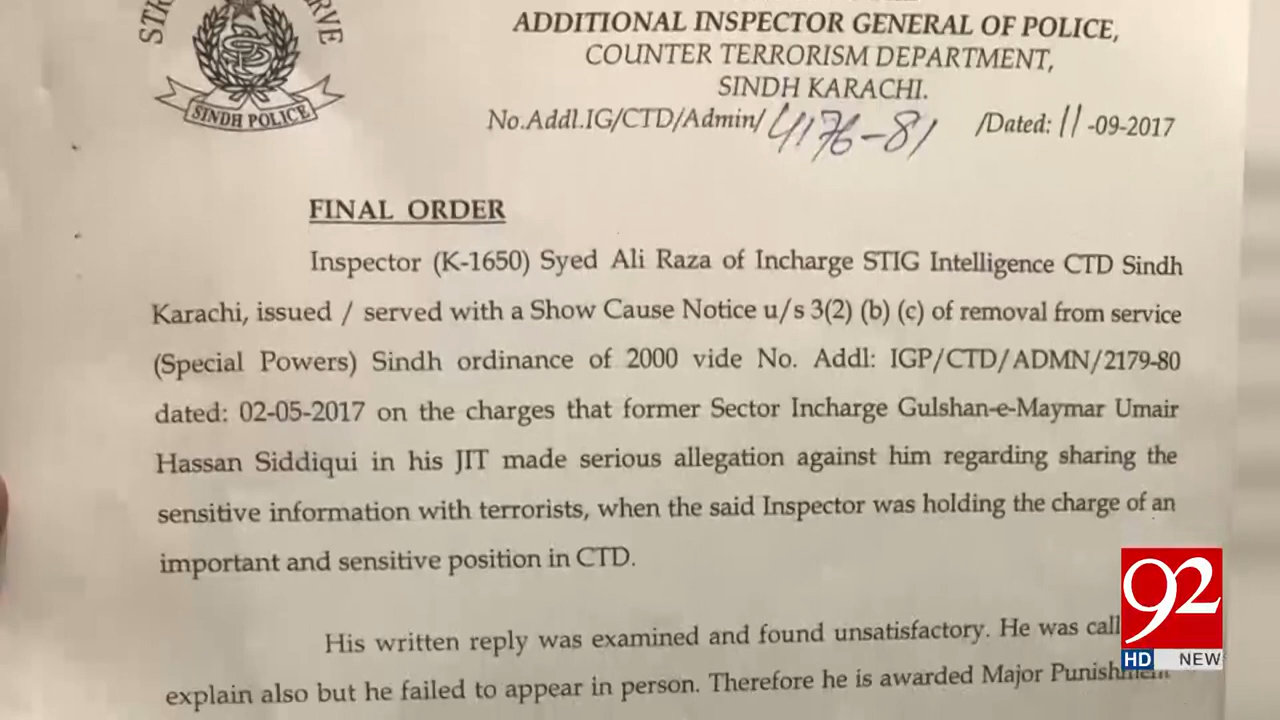 SINDH POLICE
ADDITIONAL INSPECTOR GENERAL OF POLICE,
COUNTER TERRORISM DEPARTMENT,
SINDH KARACHI.
No.Addl.IG/CTD/Admin/4176-81 /Dated: 11-09-2017
FINAL ORDER
Inspector (K-1650) Syed Ali Raza of Incharge STIG Intelligence CTD Sindh
Karachi, issued / served with a Show Cause Notice u/s 3(2) (b) (c) of removal from service
(Special Powers) Sindh ordinance of 2000 vide No. Addl: IGP/CTD/ADMN/2179-80
dated: 02-05-2017 on the charges that former Sector Incharge Gulshan-e-Maymar Umair
Hassan Siddiqui in his JIT made serious allegation against him regarding sharing the
sensitive information with terrorists, when the said Inspector was holding the charge of an
important and sensitive position in CTD.
His written reply was examined and found unsatisfactory. He was call
explain also but he failed to appear in person. Therefore he is awarded Major Punishment
92
HD NEW